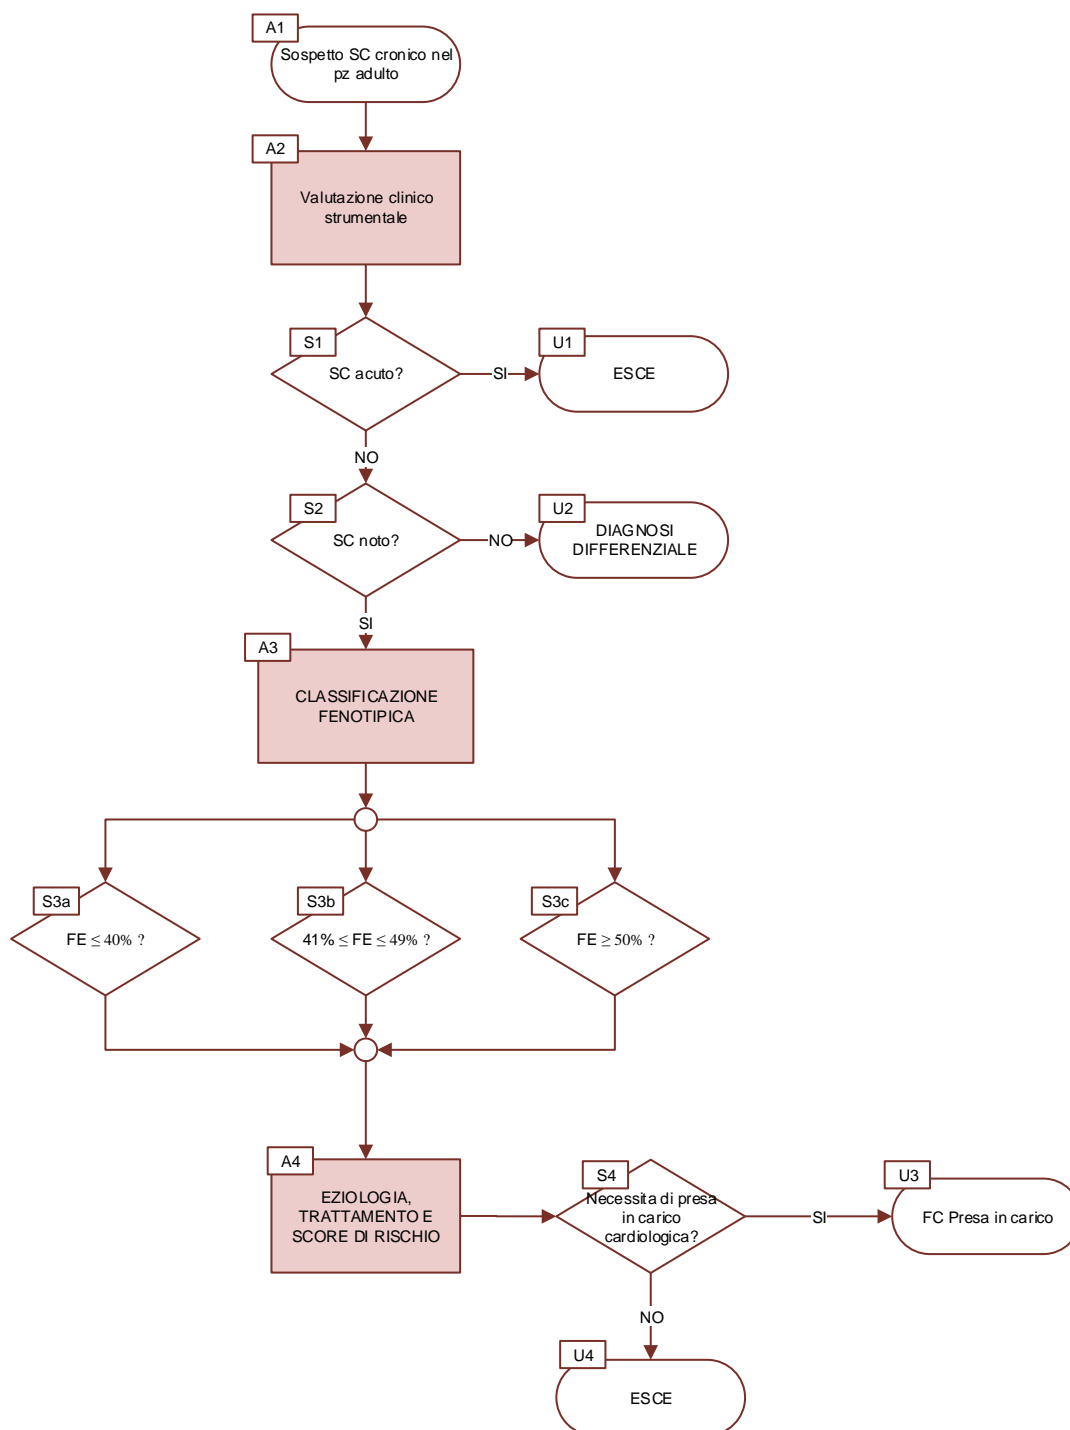 A1
Sospetto SC cronico nel
pz adulto
A2
Valutazione clinico
strumentale
S1
SC acuto?
SI
U1
ESCE
NO
S2
SC noto?
NO
U2
DIAGNOSI
DIFFERENZIALE
SI
A3
CLASSIFICAZIONE
FENOTIPICA
S3a
FE ≤ 40% ?
S3b
41% ≤ FE ≤ 49% ?
S3c
FE ≥ 50% ?
A4
EZIOLOGIA,
TRATTAMENTO E
SCORE DI RISCHIO
S4
Necessita di presa
in carico
cardiologica?
SI
U3
FC Presa in carico
NO
U4
ESCE